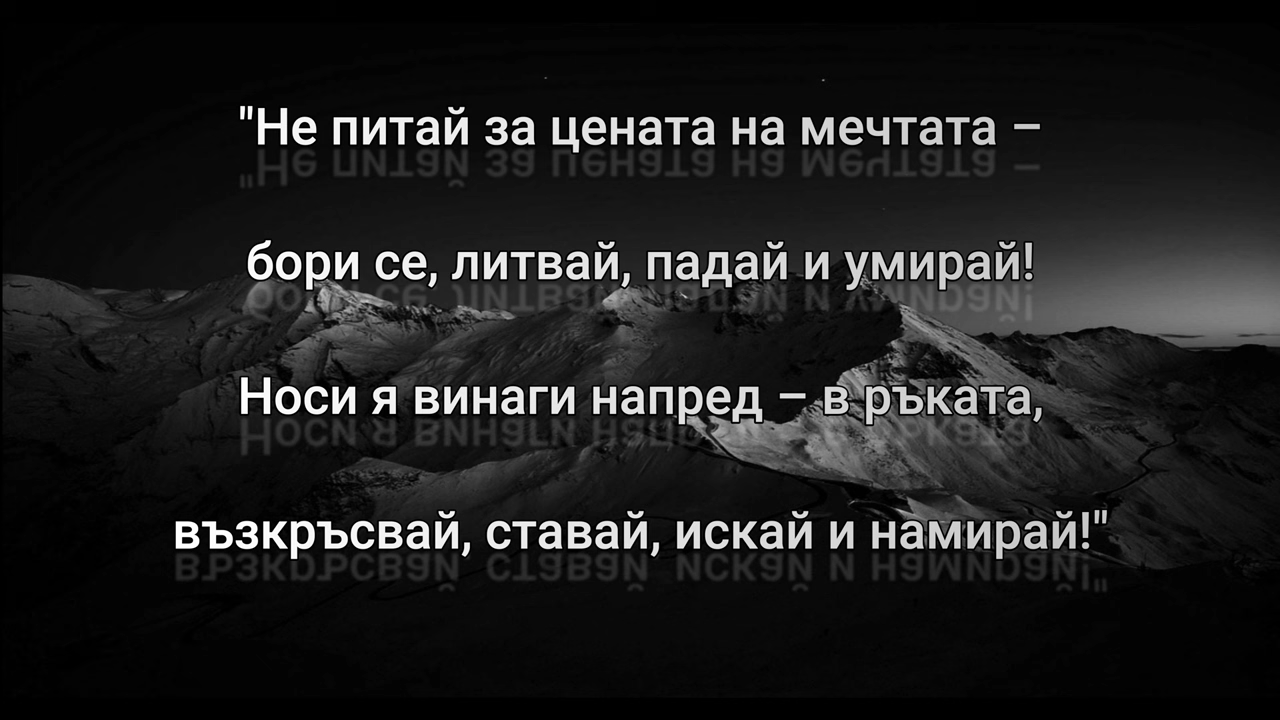 "Не питай за цената на мечтата –
бори се, литвай, падай и умирай!
Носи я винаги напред – в ръката,
възкръсвай, ставай, искай и намирай!"